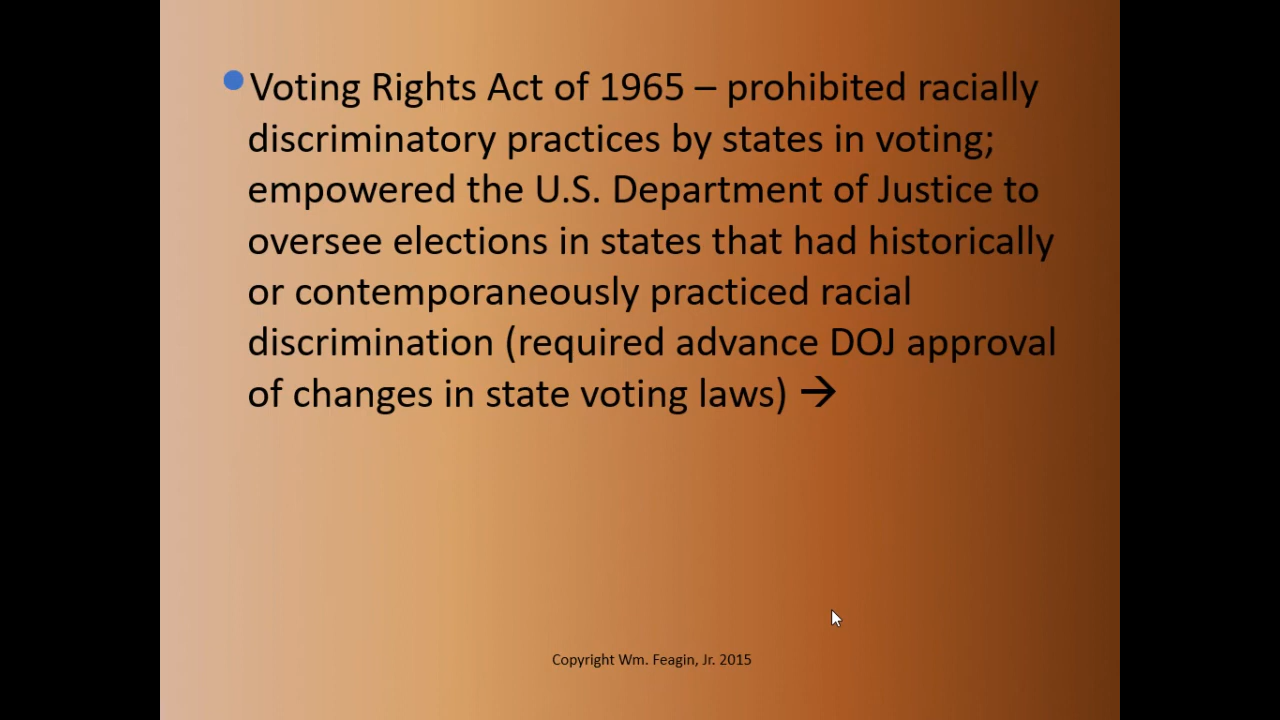 Voting Rights Act of 1965 – prohibited racially
discriminatory practices by states in voting;
empowered the U.S. Department of Justice to
oversee elections in states that had historically
or contemporaneously practiced racial
discrimination (required advance DOJ approval
of changes in state voting laws) →
Copyright Wm. Feagin, Jr. 2015